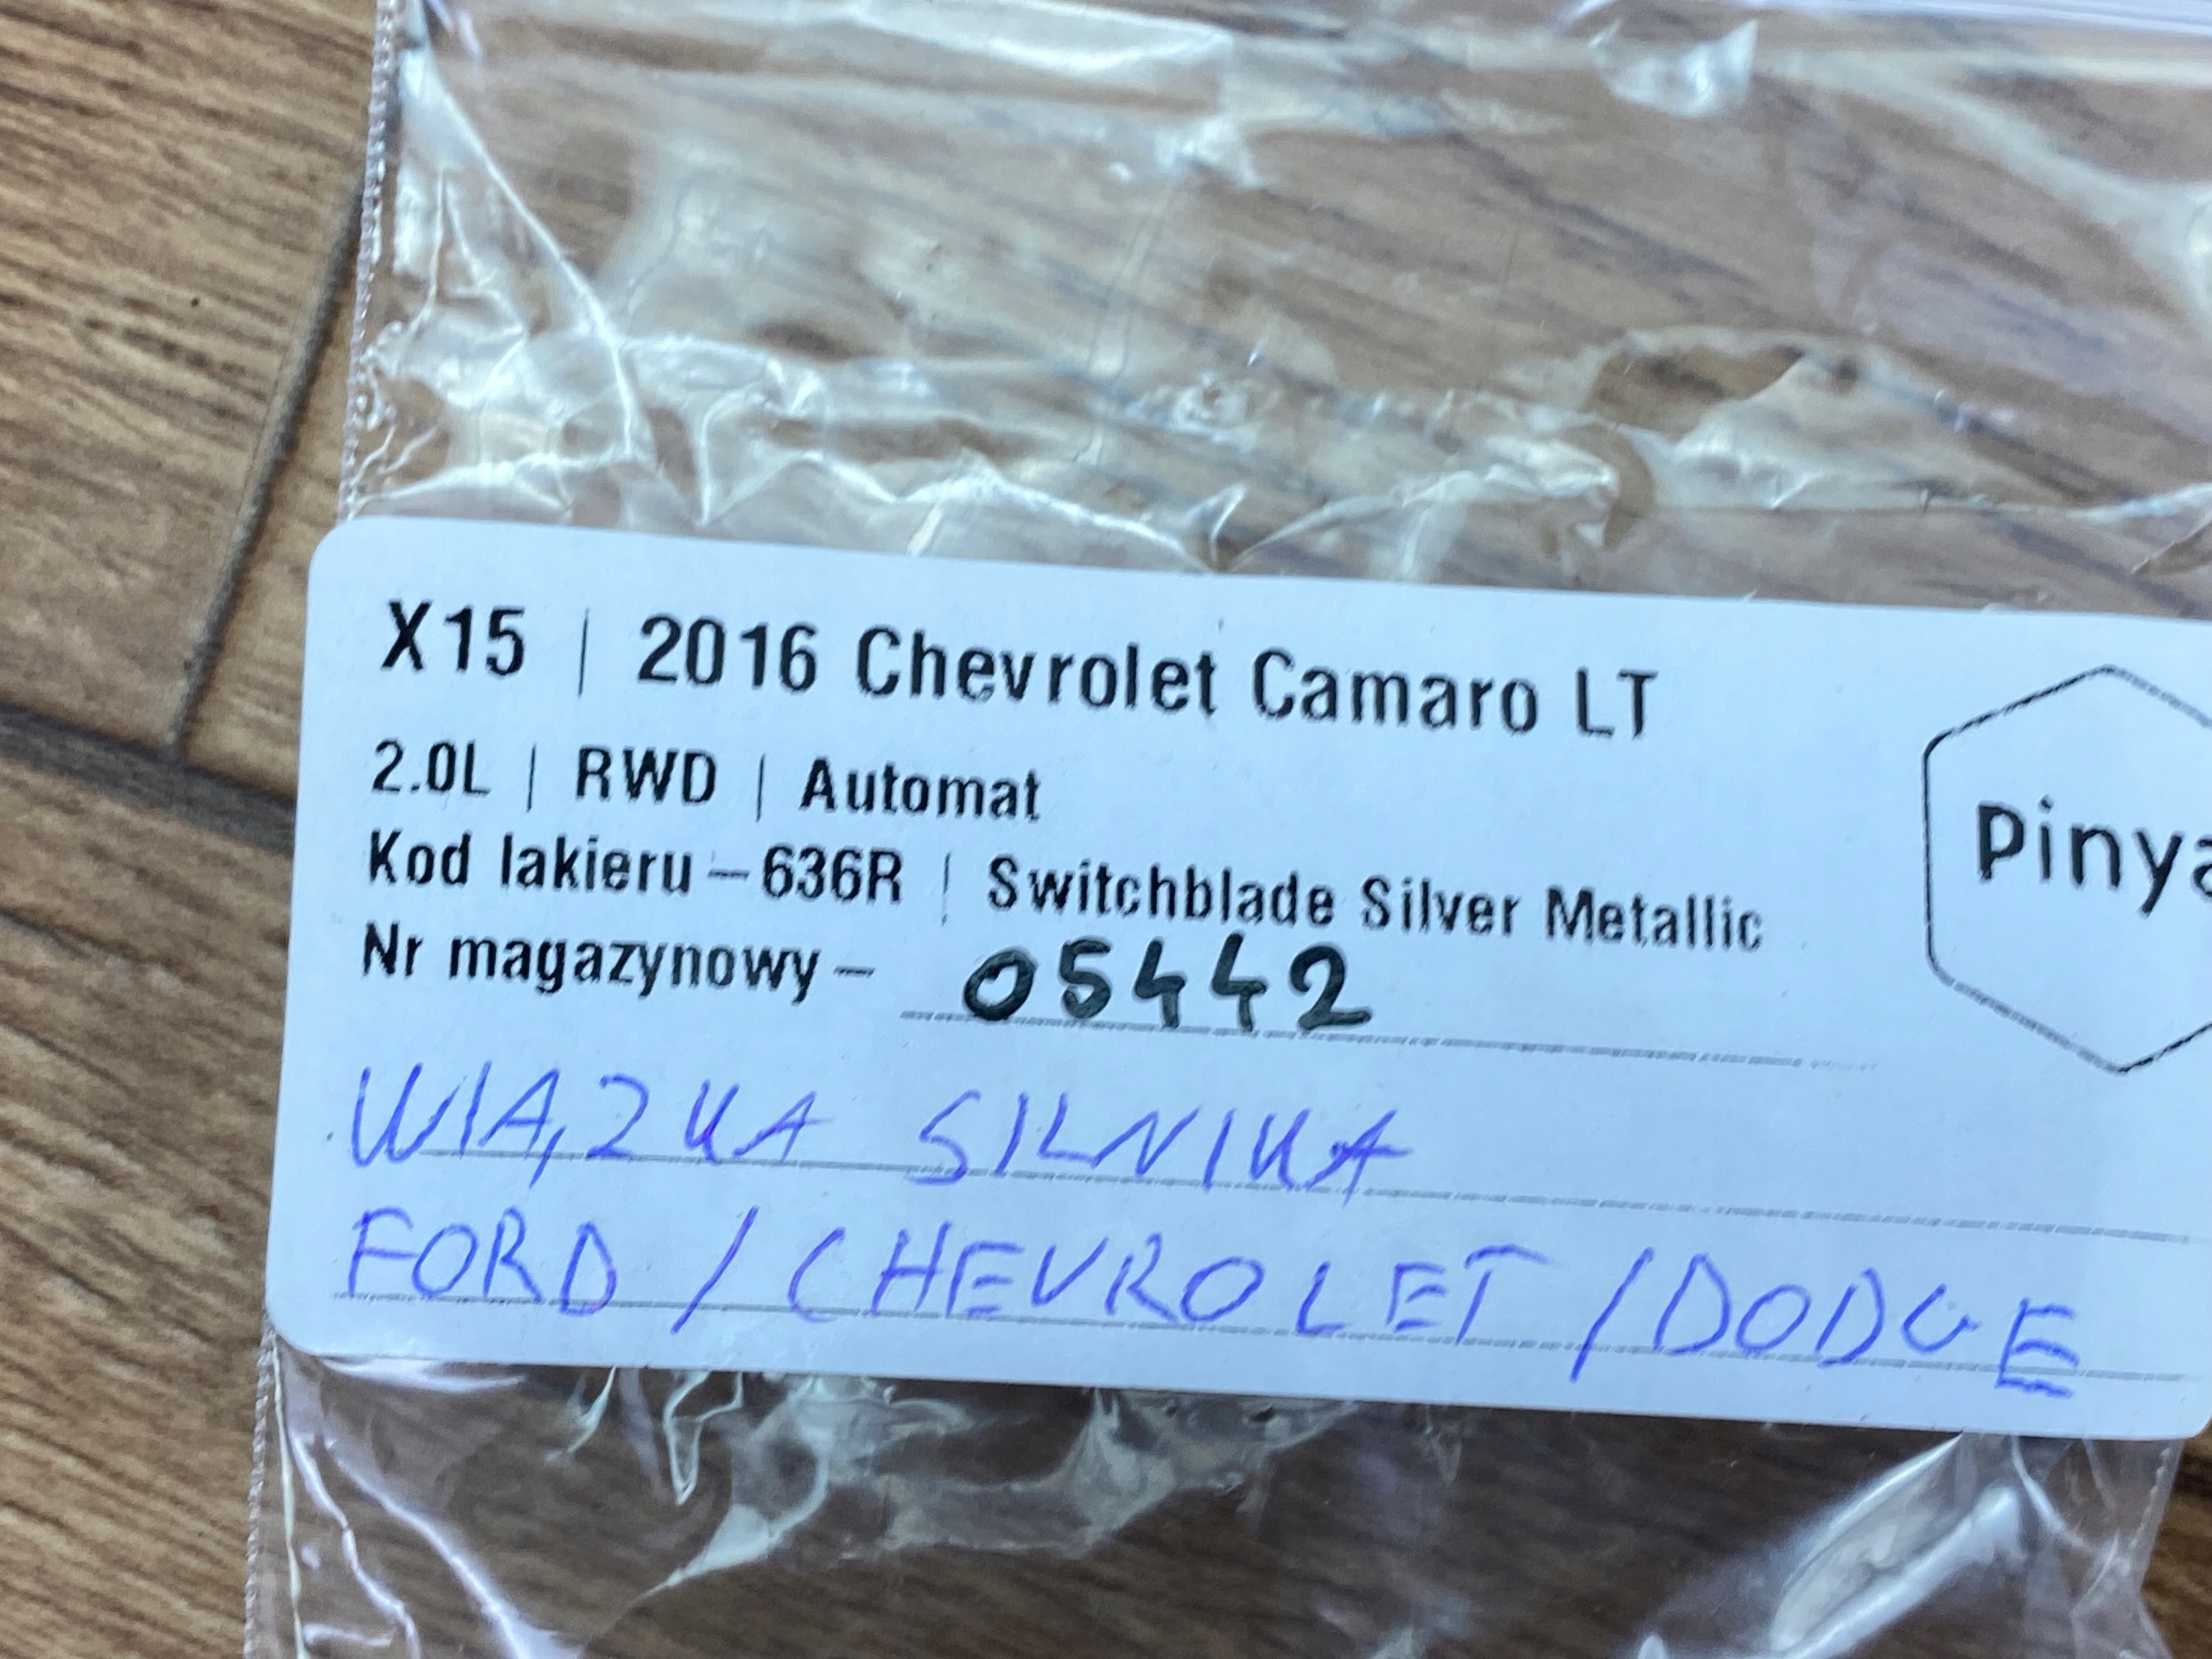 X15 | 2016 Chevrolet Camaro LT
2.0L | RWD | Automat
Kod lakieru – 636R | Switchblade Silver Metallic
Nr magazynowy – 05442
WIĄZKA SILNIKA
FORD / CHEVROLET / DODGE